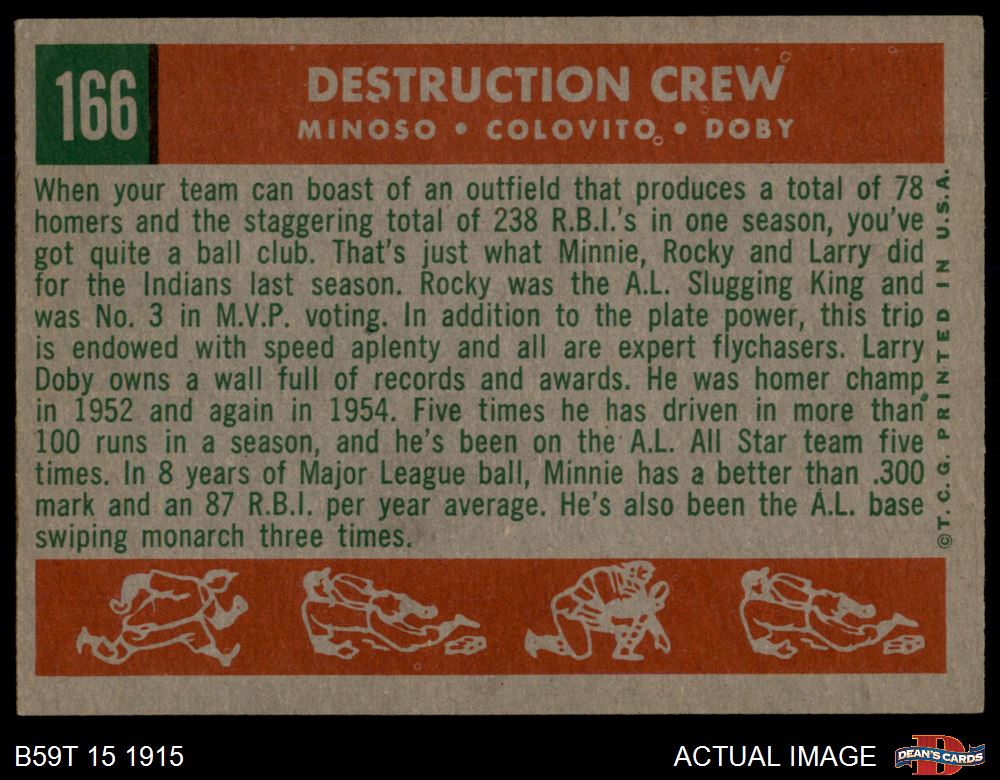 166
DESTRUCTION CREW
MINOSO • COLOVITO • DOBY
When your team can boast of an outfield that produces a total of 78
homers and the staggering total of 238 R.B.I.'s in one season, you've
got quite a ball club. That's just what Minnie, Rocky and Larry did
for the Indians last season. Rocky was the A.L. Slugging King and
was No. 3 in M.V.P. voting. In addition to the plate power, this trio
is endowed with speed aplenty and all are expert flychasers. Larry
Doby owns a wall full of records and awards. He was homer champ
in 1952 and again in 1954. Five times he has driven in more than
100 runs in a season, and he's been on the A.L. All Star team five
times. In 8 years of Major League ball, Minnie has a better than .300
mark and an 87 R.B.I. per year average. He's also been the A.L. base
swiping monarch three times.
©T. C. G. PRINTED IN U.S.A.
B59T 15 1915
ACTUAL IMAGE
D
DEAN'S CARDS